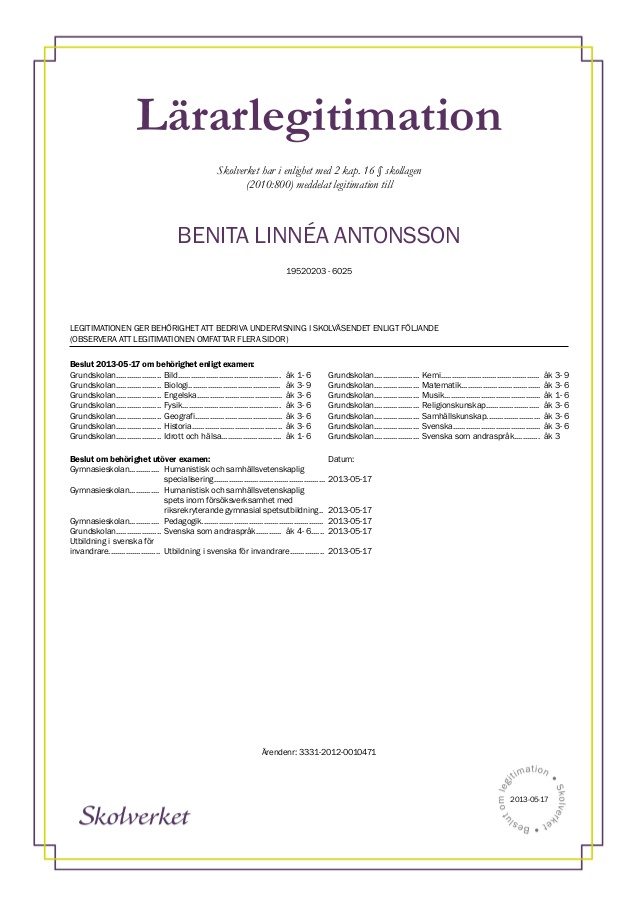 Lärarlegitimation
Skolverket har i enlighet med 2 kap. 16 § skollagen
(2010:800) meddelat legitimation till
BENITA LINNÉA ANTONSSON
19520203 - 6025
LEGITIMATIONEN GER BEHÖRIGHET ATT BEDRIVA UNDERVISNING I SKOLVÄSENDET ENLIGT FÖLJANDE
(OBSERVERA ATT LEGITIMATIONEN OMFATTAR FLERA SIDOR)
Beslut 2013-05-17 om behörighet enligt examen:
Grundskolan..................... Bild................................................ åk 1- 6
Grundskolan..................... Biologi........................................... åk 3- 9
Grundskolan..................... Engelska....................................... åk 3- 6
Grundskolan..................... Fysik.............................................. åk 3- 6
Grundskolan..................... Geografi........................................ åk 3- 6
Grundskolan..................... Historia.......................................... åk 3- 6
Grundskolan..................... Idrott och hälsa............................ åk 1- 6
Grundskolan..................... Kemi.............................................. åk 3- 9
Grundskolan..................... Matematik..................................... åk 3- 6
Grundskolan..................... Musik............................................. åk 1- 6
Grundskolan..................... Religionskunskap......................... åk 3- 6
Grundskolan..................... Samhällskunskap......................... åk 3- 6
Grundskolan..................... Svenska........................................ åk 3- 6
Grundskolan..................... Svenska som andraspråk............ åk 3
Beslut om behörighet utöver examen: Datum:
Gymnasieskolan.............. Humanistisk och samhällsvetenskaplig
specialisering.................................................... 2013-05-17
Gymnasieskolan.............. Humanistisk och samhällsvetenskaplig
spets inom försöksverksamhet med
riksrekryterande gymnasial spetsutbildning.. 2013-05-17
Gymnasieskolan.............. Pedagogik......................................................... 2013-05-17
Grundskolan..................... Svenska som andraspråk............ åk 4- 6...... 2013-05-17
Utbildning i svenska för
invandrare........................ Utbildning i svenska för invandrare................ 2013-05-17
Ärendenr: 3331-2012-0010471
Skolverket
Beslut om legitimation • Skolverket •
2013-05-17